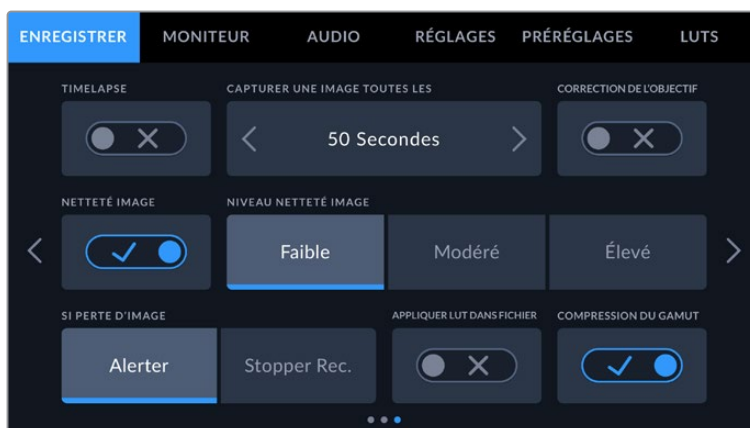 ENREGISTRER MONITEUR AUDIO RÉGLAGES PRÉRÉGLAGES LUTS
TIMELAPSE CAPTURER UNE IMAGE TOUTES LES CORRECTION DE L'OBJECTIF
50 Secondes
NETTETÉ IMAGE NIVEAU NETTETÉ IMAGE
Faible Modéré Élevé
SI PERTE D'IMAGE APPLIQUER LUT DANS FICHIER COMPRESSION DU GAMUT
Alerter Stopper Rec.